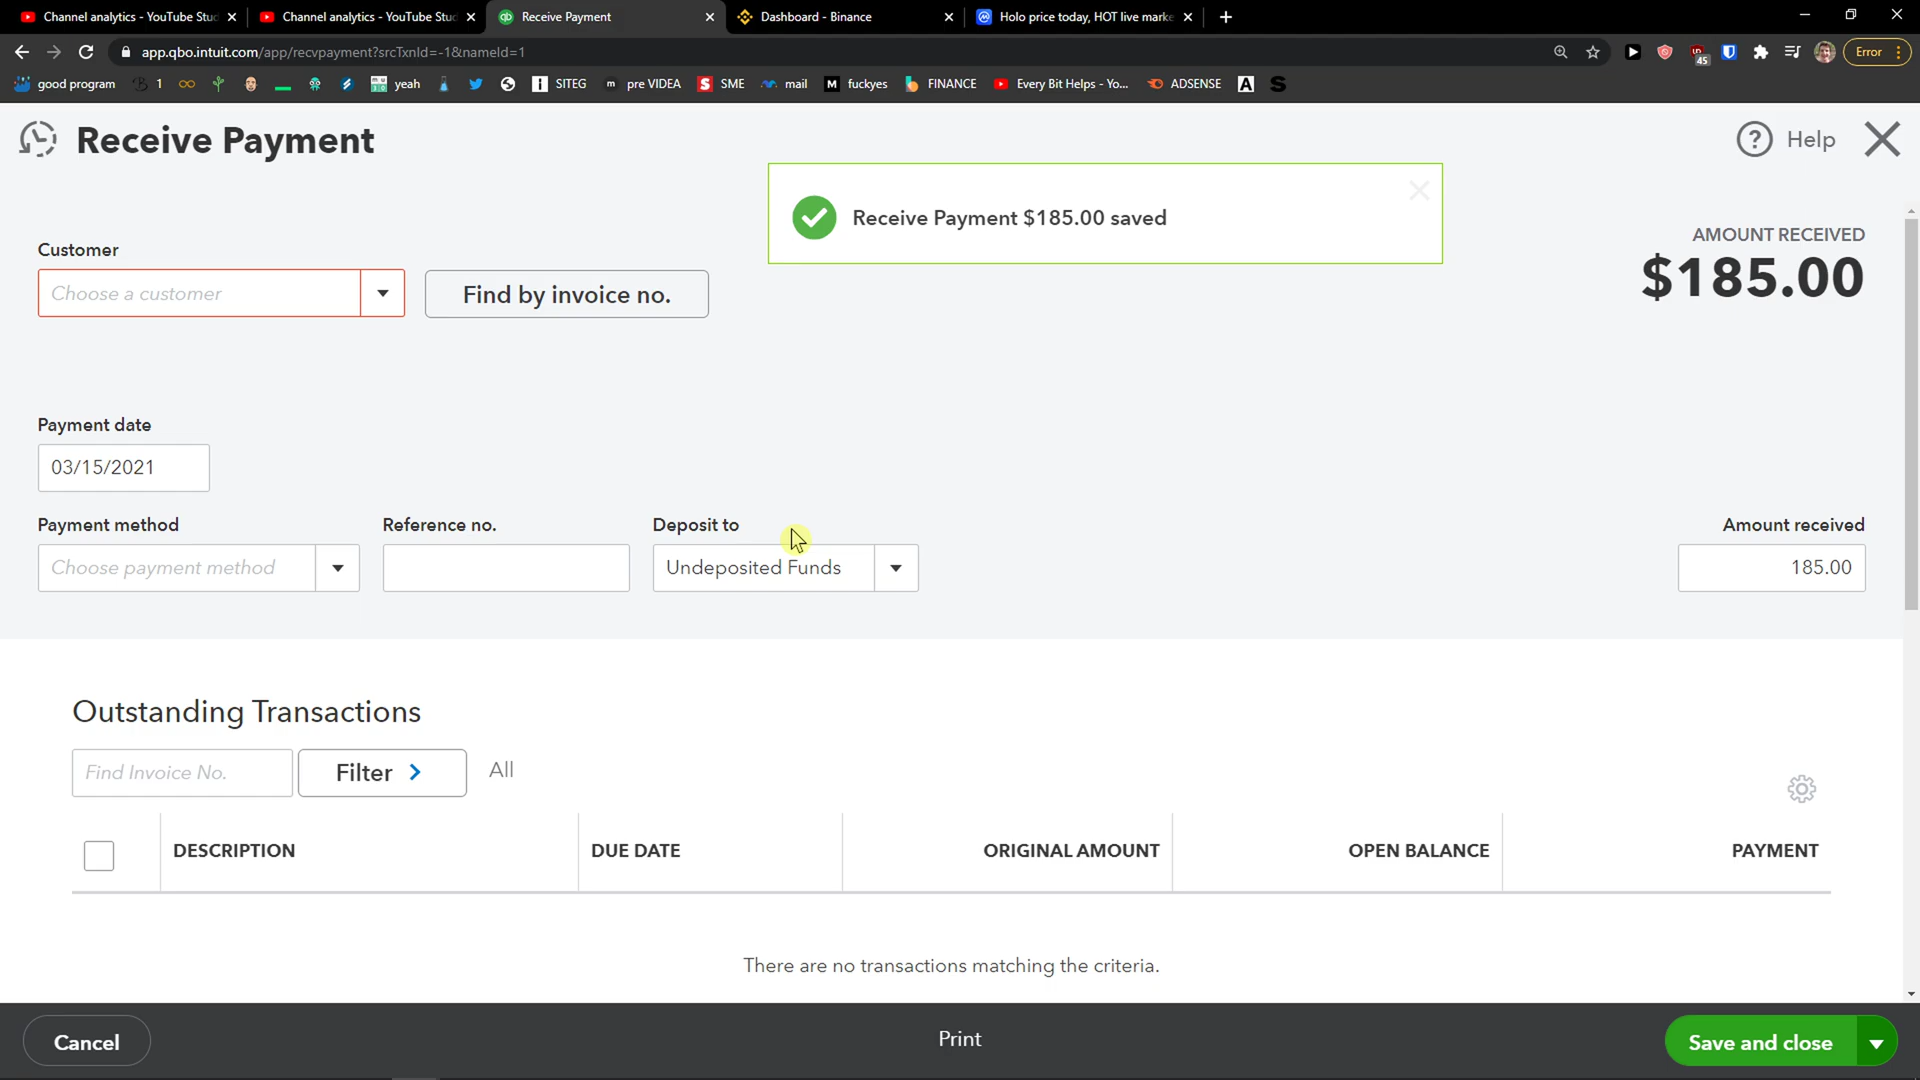 Channel analytics - YouTube Stu
Channel analytics - YouTube Stu
Receive Payment
Dashboard - Binance
Holo price today, HOT live marke
app.qbo.intuit.com/app/recvpayment?srcTxnId=-1&nameId=1
45
Error
good program
1
yeah
SITEG
pre VIDEA
SME
mail
fuckyes
FINANCE
Every Bit Helps - Yo...
ADSENSE
Receive Payment
Help
Receive Payment $185.00 saved
AMOUNT RECEIVED
$185.00
Customer
Choose a customer
Find by invoice no.
Payment date
03/15/2021
Payment method
Reference no.
Deposit to
Amount received
Choose payment method
Undeposited Funds
185.00
Outstanding Transactions
Find Invoice No.
Filter
All
DESCRIPTION
DUE DATE
ORIGINAL AMOUNT
OPEN BALANCE
PAYMENT
There are no transactions matching the criteria.
Cancel
Print
Save and close